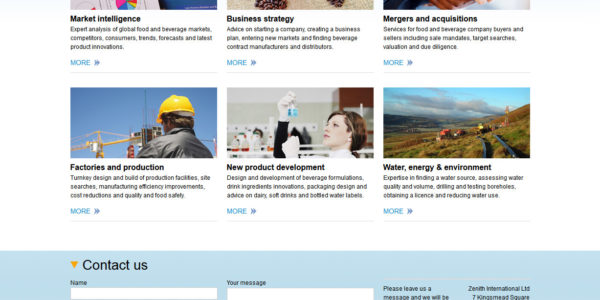 Market intelligence
Expert analysis of global food and beverage markets,
competitors, consumers, trends, forecasts and latest
product innovations.
MORE »
Business strategy
Advice on starting a company, creating a business
plan, entering new markets and finding beverage
contract manufacturers and distributors.
MORE »
Mergers and acquisitions
Services for food and beverage company buyers and
sellers including sale mandates, target searches,
valuation and due diligence.
MORE »
Factories and production
Turnkey design and build of production facilities, site
searches, manufacturing efficiency improvements,
cost reductions and quality and food safety.
MORE »
New product development
Design and development of beverage formulations,
drink ingredients innovations, packaging design and
advice on dairy, soft drinks and bottled water labels.
MORE »
Water, energy & environment
Expertise in finding a water source, assessing water
quality and volume, drilling and testing boreholes,
obtaining a licence and reducing water use.
MORE »
Contact us
Name
Your message
Please leave us a
message and we will be
Zenith International Ltd
7 Kingsmead Square